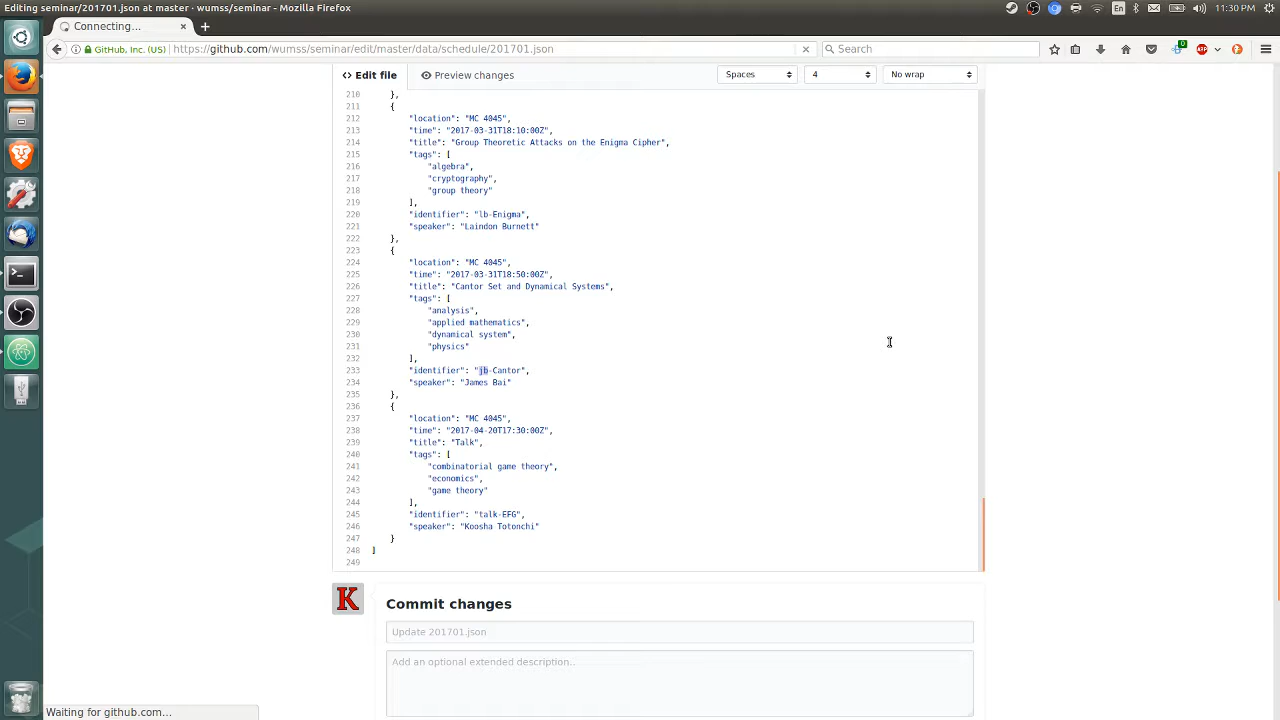 Editing seminar/201701.json at master · wumss/seminar - Mozilla Firefox
En
11:30 PM
Connecting...
GitHub, Inc. (US)
https://github.com/wumss/seminar/edit/master/data/schedule/201701.json
Search
0
ABP
Edit file
Preview changes
Spaces
4
No wrap
210 },
211 {
212 "location": "MC 4045",
213 "time": "2017-03-31T18:10:00Z",
214 "title": "Group Theoretic Attacks on the Enigma Cipher",
215 "tags": [
216 "algebra",
217 "cryptography",
218 "group theory"
219 ],
220 "identifier": "lb-Enigma",
221 "speaker": "Laindon Burnett"
222 },
223 {
224 "location": "MC 4045",
225 "time": "2017-03-31T18:50:00Z",
226 "title": "Cantor Set and Dynamical Systems",
227 "tags": [
228 "analysis",
229 "applied mathematics",
230 "dynamical system",
231 "physics"
232 ],
233 "identifier": "jb-Cantor",
234 "speaker": "James Bai"
235 },
236 {
237 "location": "MC 4045",
238 "time": "2017-04-20T17:30:00Z",
239 "title": "Talk",
240 "tags": [
241 "combinatorial game theory",
242 "economics",
243 "game theory"
244 ],
245 "identifier": "talk-EFG",
246 "speaker": "Koosha Totonchi"
247 }
248 ]
249
K
Commit changes
Update 201701.json
Add an optional extended description..
Waiting for github.com...